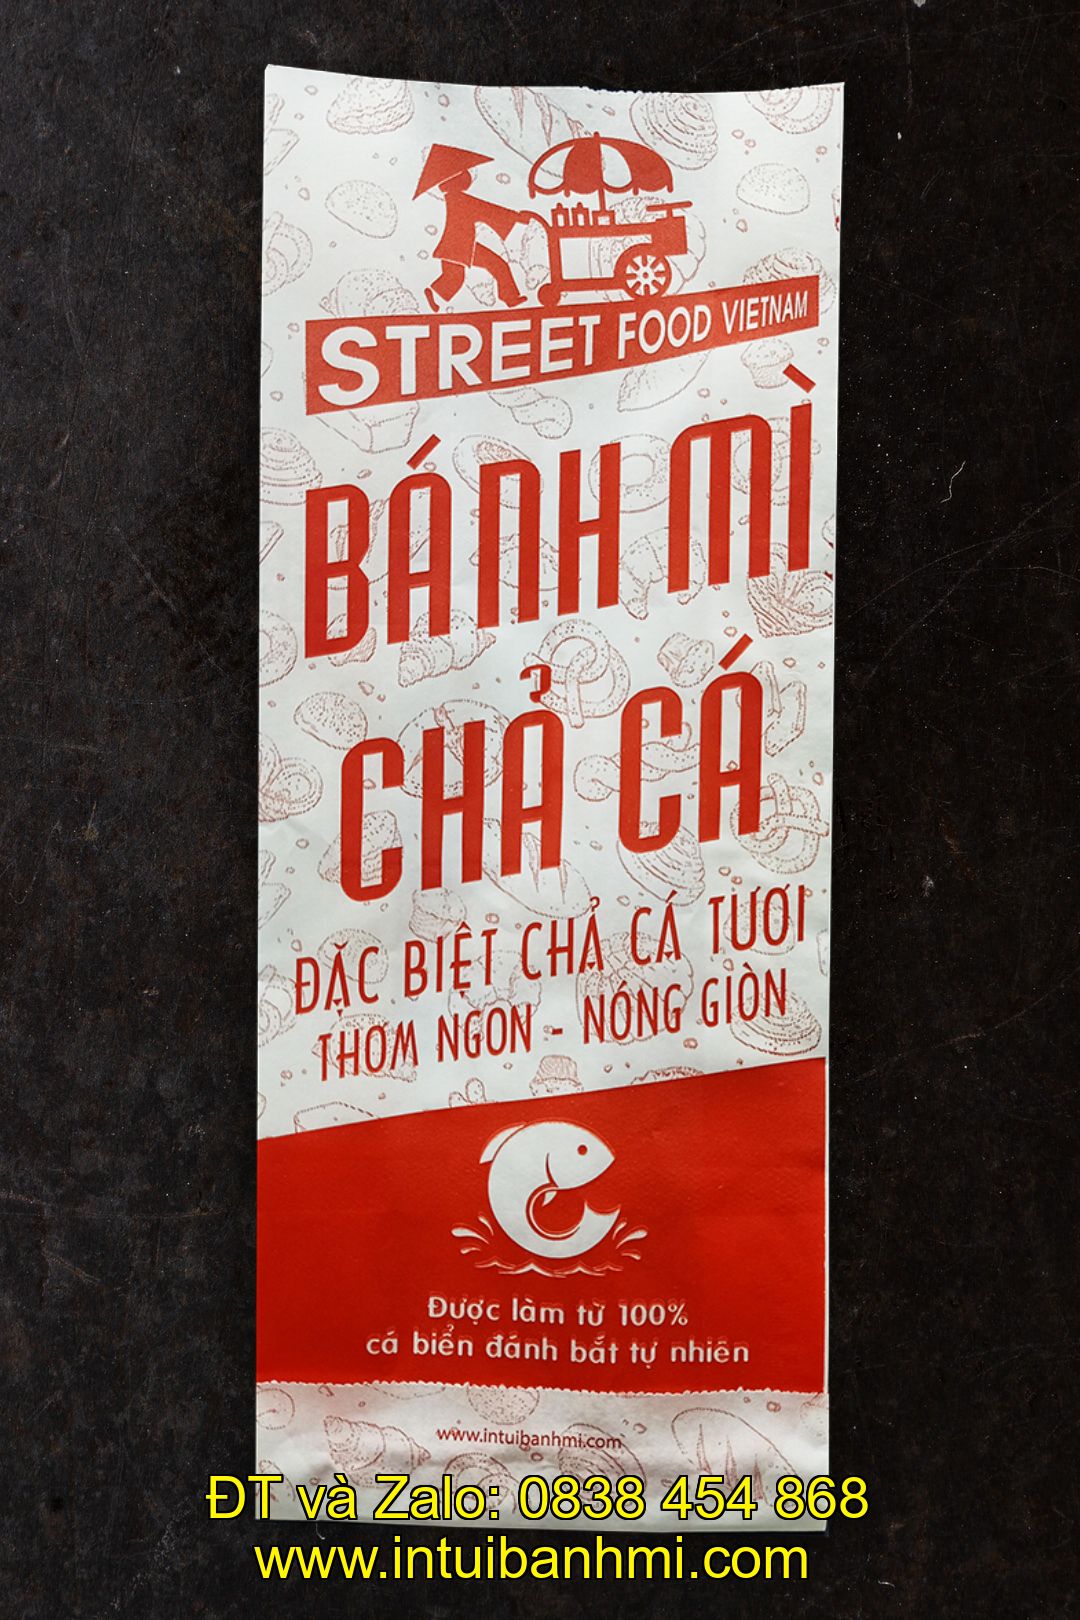 STREET FOOD VIETNAM
BÁNH MÌ
CHẢ CÁ
ĐẶC BIỆT CHẢ CÁ TƯƠI
THƠM NGON - NÓNG GIÒN
Được làm từ 100%
cá biển đánh bắt tự nhiên
www.intuibanhmi.com
ĐT và Zalo: 0838 454 868
www.intuibanhmi.com